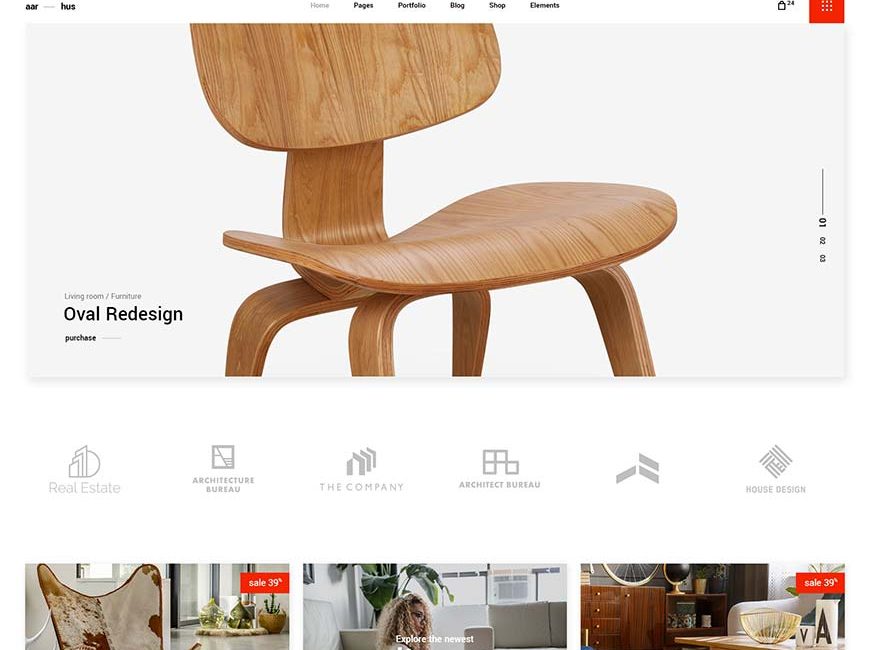 aar — hus
Home Pages Portfolio Blog Shop Elements
24
01
02
03
Living room / Furniture
Oval Redesign
purchase
Real Estate
ARCHITECTURE
BUREAU
THE COMPANY
ARCHITECT BUREAU
HOUSE DESIGN
sale 39%
Explore the newest
sale 39%
V A